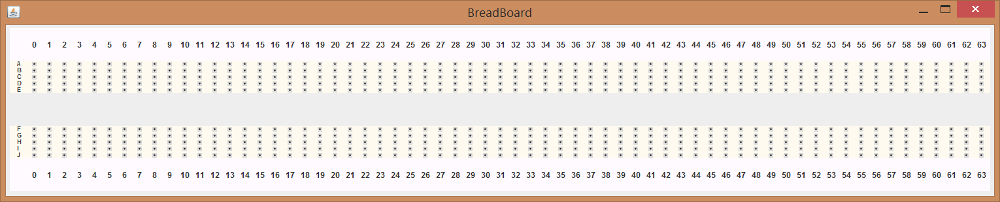 BreadBoard
0 1 2 3 4 5 6 7 8 9 10 11 12 13 14 15 16 17 18 19 20 21 22 23 24 25 26 27 28 29 30 31 32 33 34 35 36 37 38 39 40 41 42 43 44 45 46 47 48 49 50 51 52 53 54 55 56 57 58 59 60 61 62 63
A
B
C
D
E
F
G
H
I
J
0 1 2 3 4 5 6 7 8 9 10 11 12 13 14 15 16 17 18 19 20 21 22 23 24 25 26 27 28 29 30 31 32 33 34 35 36 37 38 39 40 41 42 43 44 45 46 47 48 49 50 51 52 53 54 55 56 57 58 59 60 61 62 63